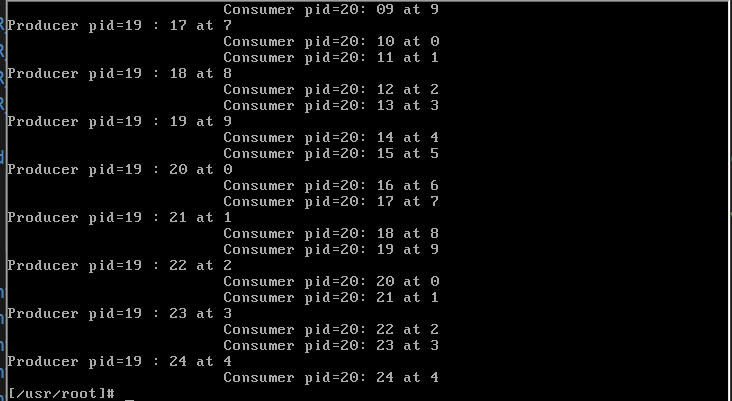 Consumer pid=20: 09 at 9
Producer pid=19 : 17 at 7
Consumer pid=20: 10 at 0
Consumer pid=20: 11 at 1
Producer pid=19 : 18 at 8
Consumer pid=20: 12 at 2
Consumer pid=20: 13 at 3
Producer pid=19 : 19 at 9
Consumer pid=20: 14 at 4
Consumer pid=20: 15 at 5
Producer pid=19 : 20 at 0
Consumer pid=20: 16 at 6
Consumer pid=20: 17 at 7
Producer pid=19 : 21 at 1
Consumer pid=20: 18 at 8
Consumer pid=20: 19 at 9
Producer pid=19 : 22 at 2
Consumer pid=20: 20 at 0
Consumer pid=20: 21 at 1
Producer pid=19 : 23 at 3
Consumer pid=20: 22 at 2
Consumer pid=20: 23 at 3
Producer pid=19 : 24 at 4
Consumer pid=20: 24 at 4
[/usr/root]# _